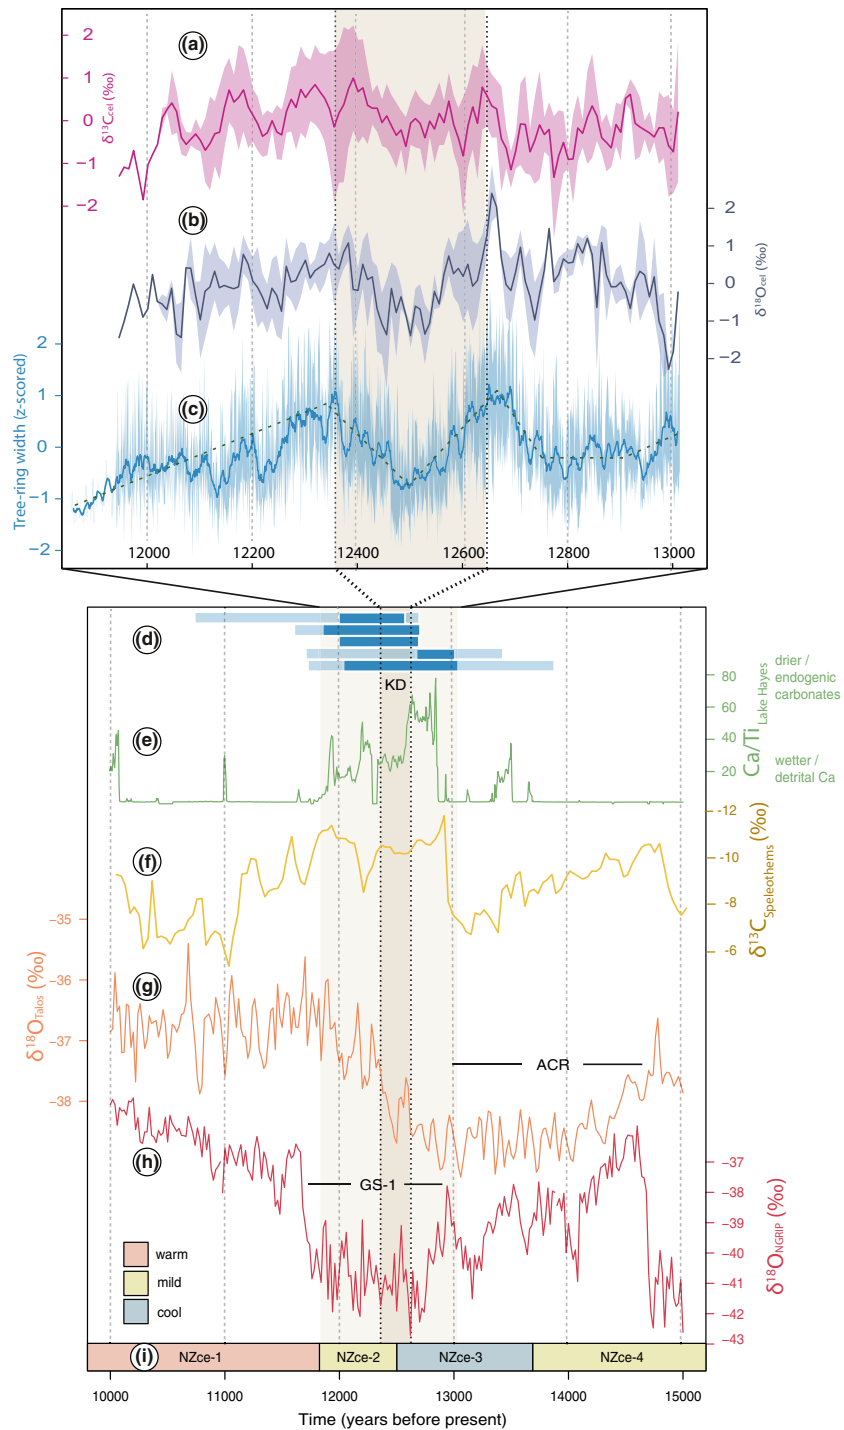 (a)
2
1
0
−1
−2
δ¹³C cel (‰)
(b)
2
1
0
−1
−2
δ¹⁸O cel (‰)
(c)
2
1
0
−1
−2
Tree-ring width (z-scored)
12000 12200 12400 12600 12800 13000
(d)
KD
80
60
40
20
Ca/Ti Lake Hayes
drier /
endogenic
carbonates
wetter /
detrital Ca
(e)
-12
-10
-8
-6
δ¹³C Speleothems (‰)
(f)
−35
−36
−37
−38
δ¹⁸O Talos (‰)
(g)
ACR
(h)
GS-1
−37
−38
−39
−40
−41
−42
−43
δ¹⁸O NGRIP (‰)
warm
mild
cool
(i)
NZce-1 NZce-2 NZce-3 NZce-4
10000 11000 12000 13000 14000 15000
Time (years before present)